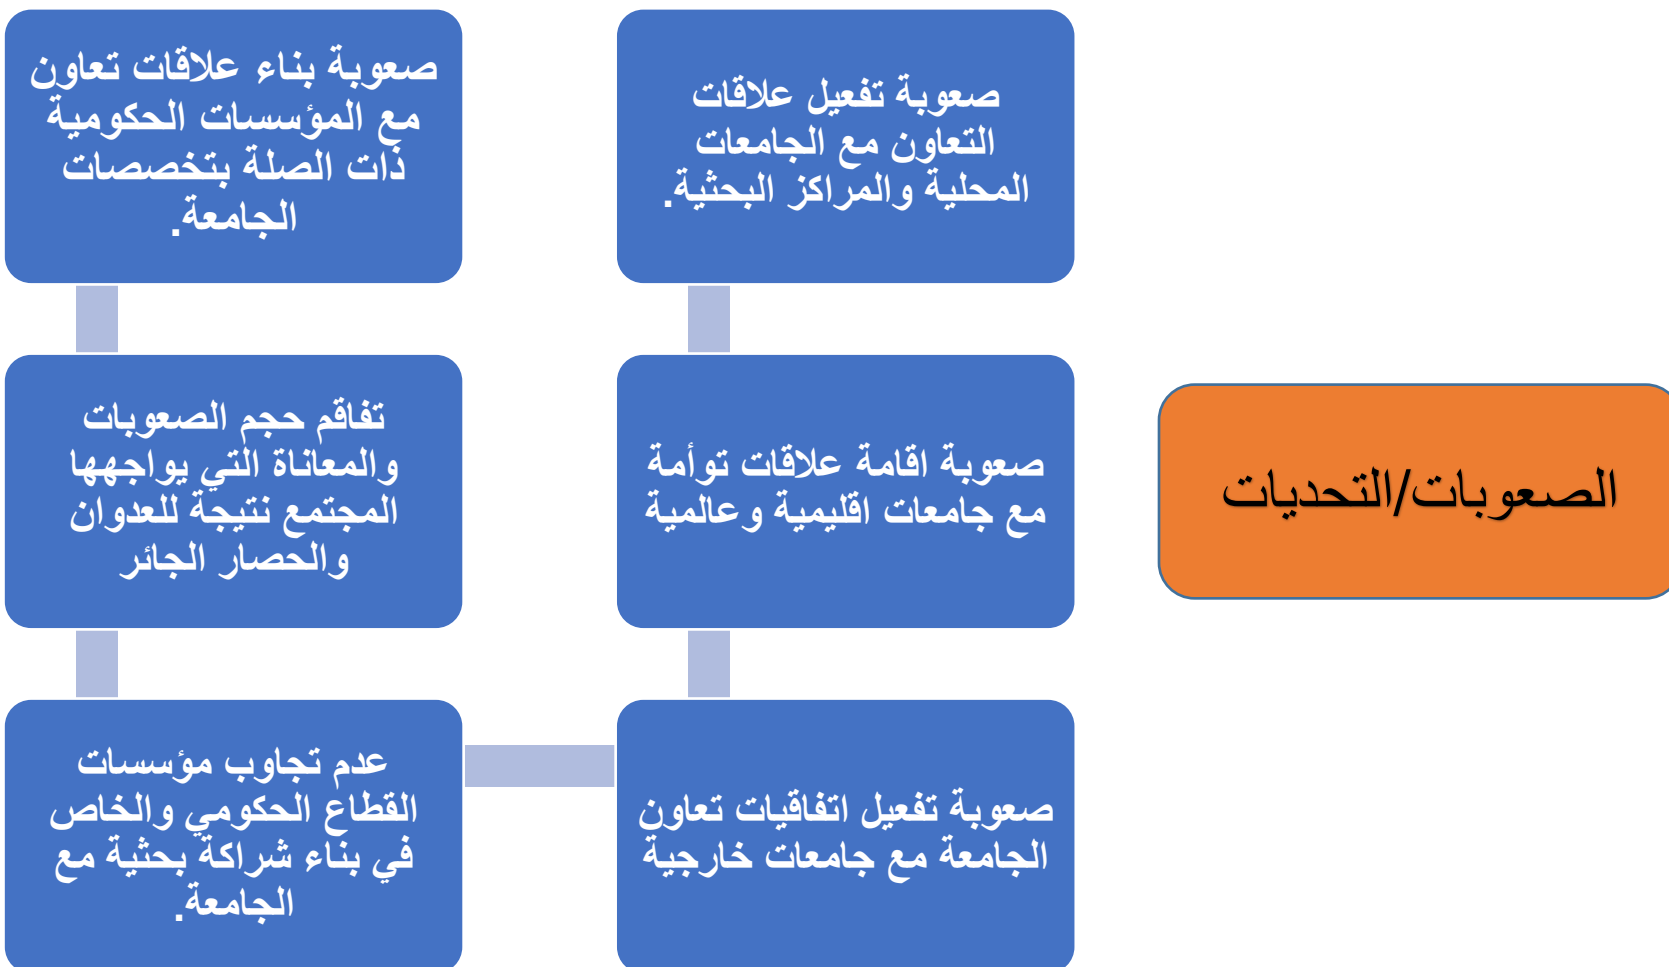 الصعوبات/التحديات
صعوبة تفعيل علاقات
التعاون مع الجامعات
المحلية والمراكز البحثية.
صعوبة اقامة علاقات توأمة
مع جامعات اقليمية وعالمية
صعوبة تفعيل اتفاقيات تعاون
الجامعة مع جامعات خارجية
عدم تجاوب مؤسسات
القطاع الحكومي والخاص
في بناء شراكة بحثية مع
الجامعة.
تفاقم حجم الصعوبات
والمعاناة التي يواجهها
المجتمع نتيجة للعدوان
والحصار الجائر
صعوبة بناء علاقات تعاون
مع المؤسسات الحكومية
ذات الصلة بتخصصات
الجامعة.